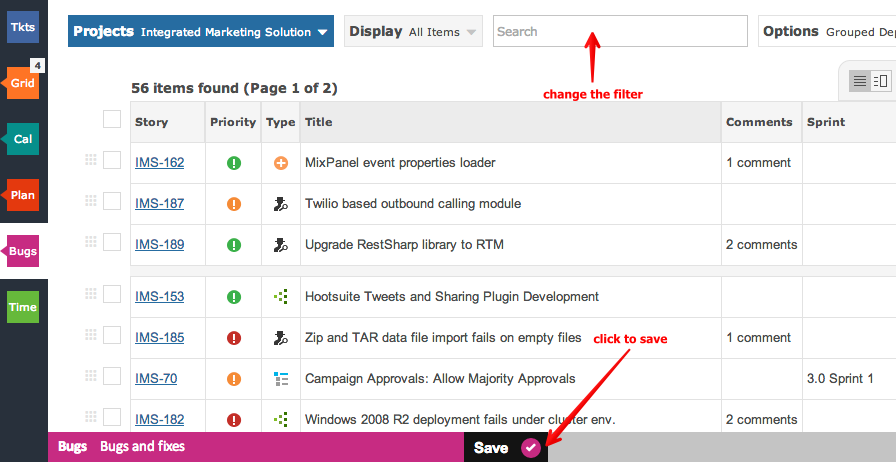 Tkts
4
Grid
Cal
Plan
Bugs
Time
Projects Integrated Marketing Solution
Display All Items
Search
Options Grouped Dep
change the filter
56 items found (Page 1 of 2)
Story Priority Type Title Comments Sprint
IMS-162 MixPanel event properties loader 1 comment
IMS-187 Twilio based outbound calling module
IMS-189 Upgrade RestSharp library to RTM 2 comments
IMS-153 Hootsuite Tweets and Sharing Plugin Development
IMS-185 Zip and TAR data file import fails on empty files 1 comment
click to save
IMS-70 Campaign Approvals: Allow Majority Approvals 3.0 Sprint 1
IMS-182 Windows 2008 R2 deployment fails under cluster env. 2 comments
Bugs Bugs and fixes
Save